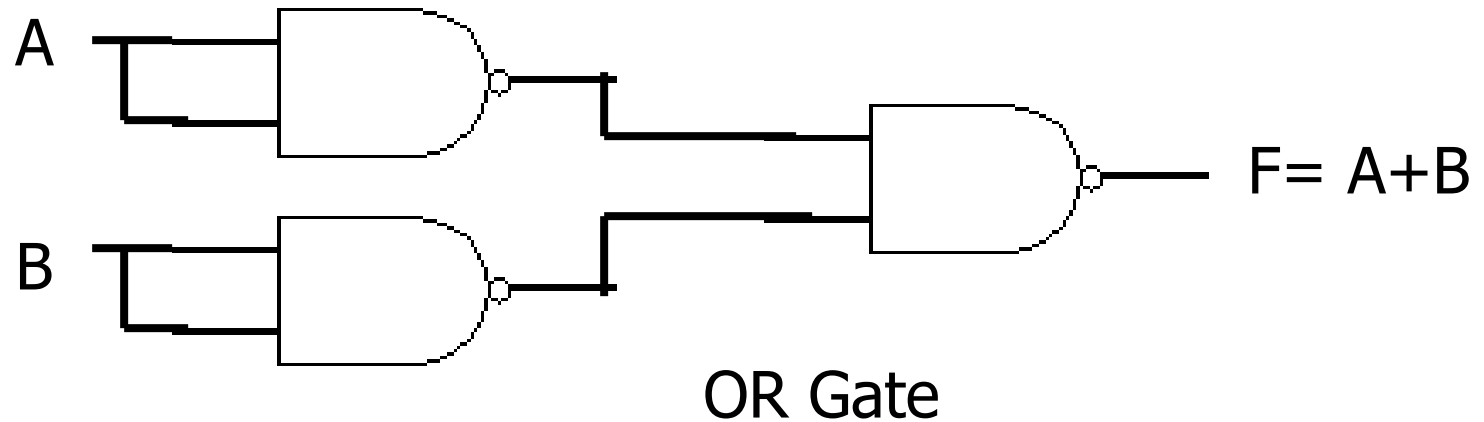 A
B
F= A+B
OR Gate